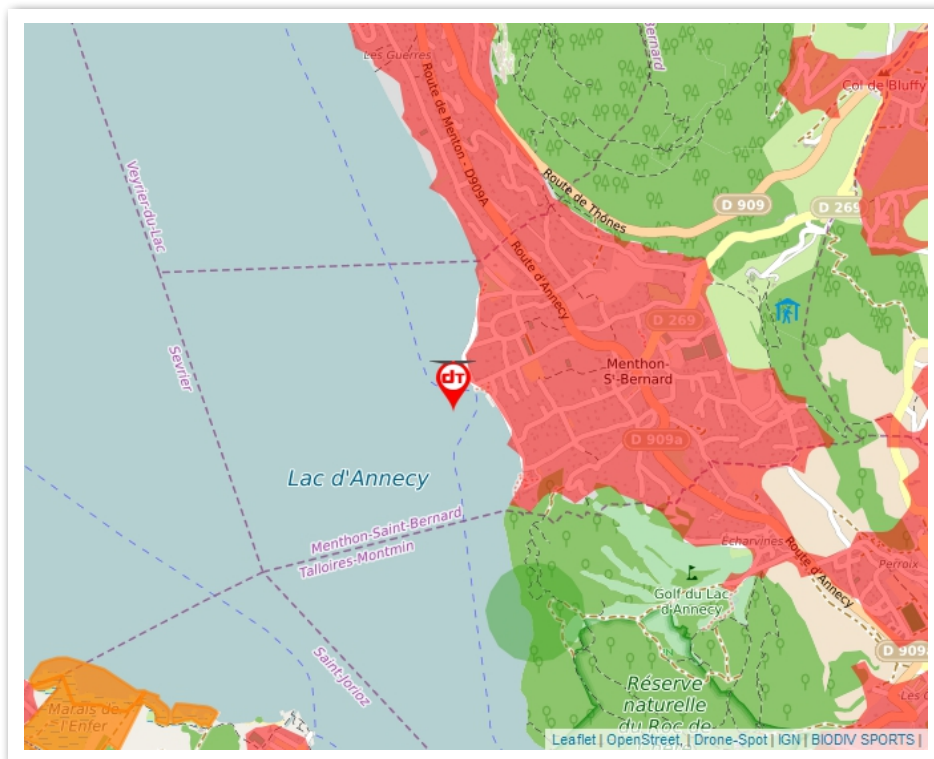 Les Guerres
Bernard
Col de Bluffy
Route de Menton - D909A
Veyrier-du-Lac
Route de Thônes
D 909
D 269
Route d'Annecy
D 269
Sevrier
Menthon-
Sᵗ-Bernard
dT
D 909a
Lac d'Annecy
Menthon-Saint-Bernard
Talloires-Montmin
Echarvines
Route d'Annecy
Perroix
Golf du Lac
d'Annecy
D 909a
Saint-Jorioz
Réserve
naturelle
du Roc de
Marais de
l'Enfer
Leaflet | OpenStreet, | Drone-Spot | IGN | BIODIV SPORTS |